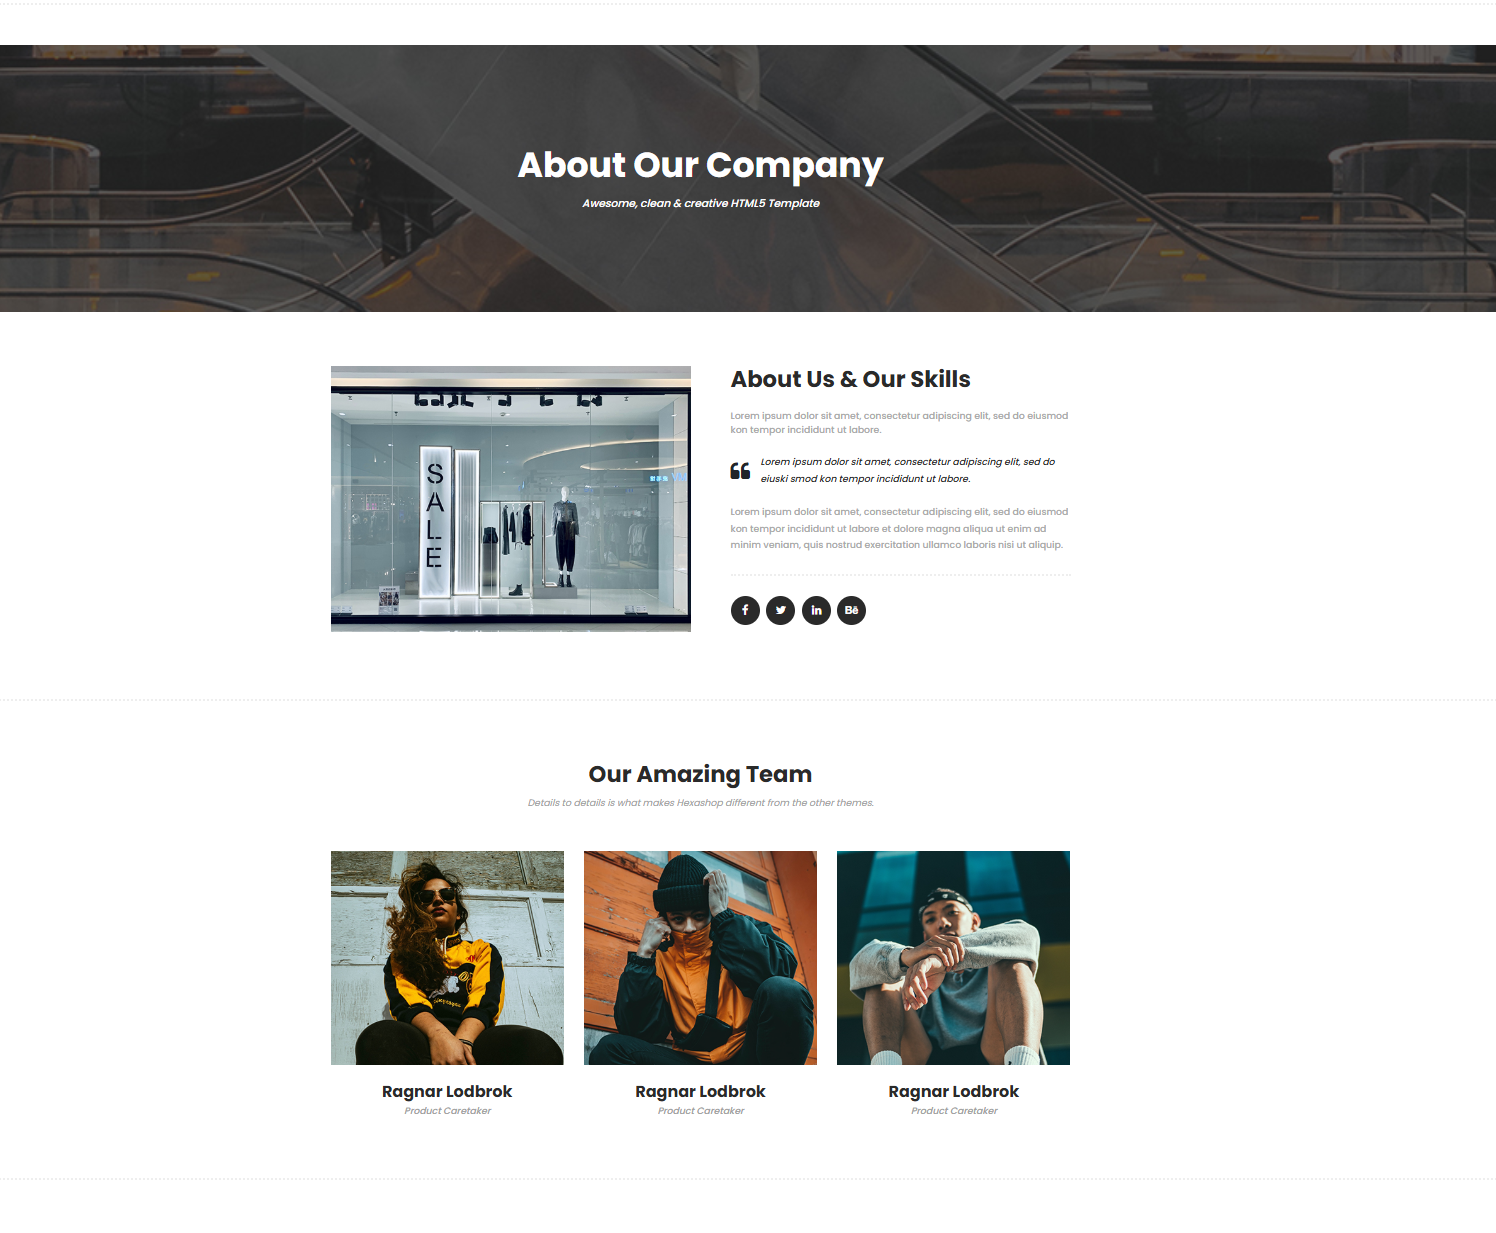 About Our Company
Awesome, clean & creative HTML5 Template
SALE
About Us & Our Skills
Lorem ipsum dolor sit amet, consectetur adipiscing elit, sed do eiusmod
kon tempor incididunt ut labore.
Lorem ipsum dolor sit amet, consectetur adipiscing elit, sed do
eiuski smod kon tempor incididunt ut labore.
Lorem ipsum dolor sit amet, consectetur adipiscing elit, sed do eiusmod
kon tempor incididunt ut labore et dolore magna aliqua ut enim ad
minim veniam, quis nostrud exercitation ullamco laboris nisi ut aliquip.
Bē
Our Amazing Team
Details to details is what makes Hexashop different from the other themes.
Ragnar Lodbrok
Product Caretaker
Ragnar Lodbrok
Product Caretaker
Ragnar Lodbrok
Product Caretaker